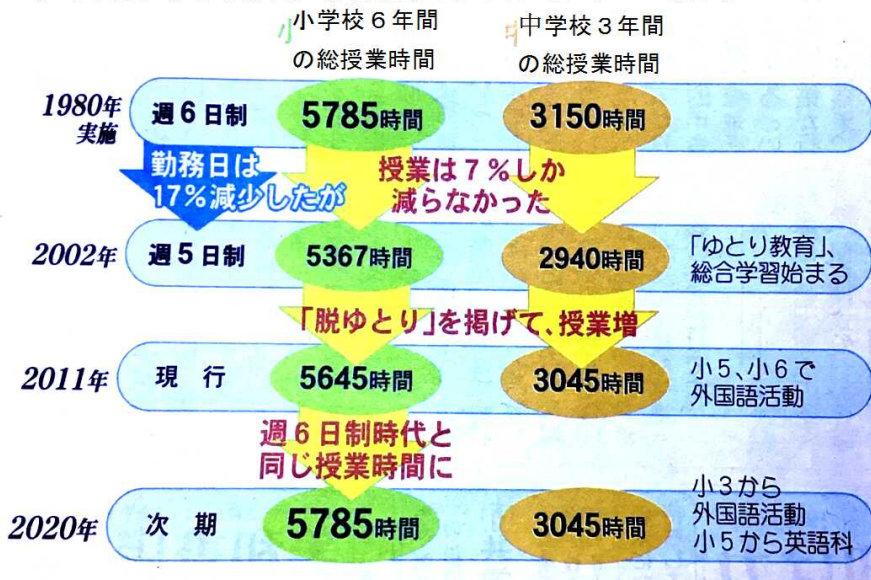 小学校6年間
の総授業時間
中学校3年間
の総授業時間
1980年
実施
週6日制
5785時間
3150時間
勤務日は
17%減少したが
授業は7%しか
減らなかった
2002年
週5日制
5367時間
2940時間
「ゆとり教育」、
総合学習始まる
「脱ゆとり」を掲げて、授業増
2011年
現行
5645時間
3045時間
小5、小6で
外国語活動
週6日制時代と
同じ授業時間に
2020年
次期
5785時間
3045時間
小3から
外国語活動
小5から英語科